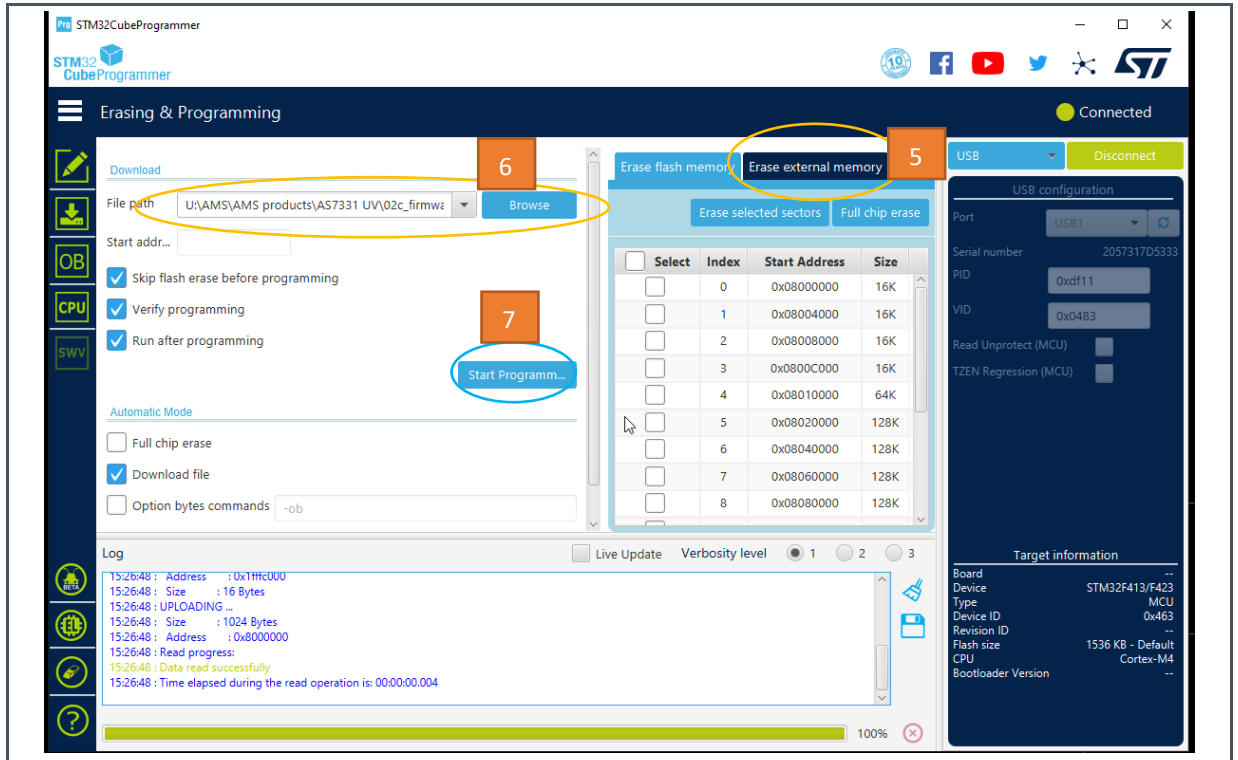 Prg STM32CubeProgrammer
STM32
CubeProgrammer
10
Erasing & Programming
Connected
OB
CPU
SWV
BETA
Download
6
File path U:\AMS\AMS products\AS7331 UV\02c_firmwa Browse
Start addr...
Skip flash erase before programming
Verify programming
7
Run after programming
Start Programm...
Automatic Mode
Full chip erase
Download file
Option bytes commands -ob
5
Erase flash memory Erase external memory
Erase selected sectors Full chip erase
Select Index Start Address Size
0 0x08000000 16K
1 0x08004000 16K
2 0x08008000 16K
3 0x0800C000 16K
4 0x08010000 64K
5 0x08020000 128K
6 0x08040000 128K
7 0x08060000 128K
8 0x08080000 128K
USB Disconnect
USB configuration
Port USB1
Serial number 2057317D5333
PID 0xdf11
VID 0x0483
Read Unprotect (MCU)
TZEN Regression (MCU)
Target information
Board --
Device STM32F413/F423
Type MCU
Device ID 0x463
Revision ID --
Flash size 1536 KB - Default
CPU Cortex-M4
Bootloader Version --
Log Live Update Verbosity level 1 2 3
15:26:48 : Address : 0x1fffc000
15:26:48 : Size : 16 Bytes
15:26:48 : UPLOADING ...
15:26:48 : Size : 1024 Bytes
15:26:48 : Address : 0x8000000
15:26:48 : Read progress:
15:26:48 : Data read successfully
15:26:48 : Time elapsed during the read operation is: 00:00:00.004
100%